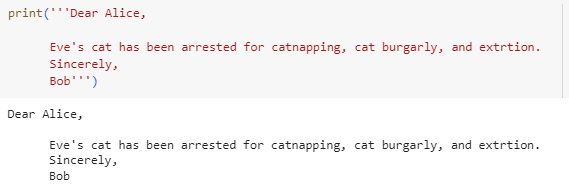 print('''Dear Alice,
Eve's cat has been arrested for catnapping, cat burgarly, and extrtion.
Sincerely,
Bob''')
Dear Alice,
Eve's cat has been arrested for catnapping, cat burgarly, and extrtion.
Sincerely,
Bob